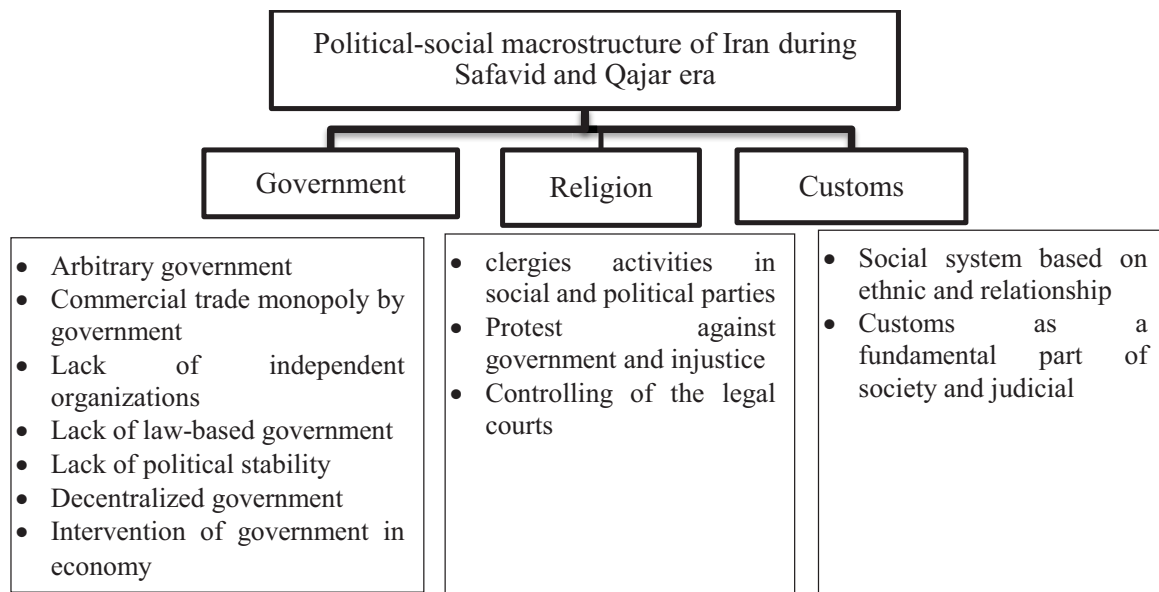 Political-social macrostructure of Iran during
Safavid and Qajar era
Government
Religion
Customs
• Arbitrary government
• Commercial trade monopoly by
government
• Lack of independent
organizations
• Lack of law-based government
• Lack of political stability
• Decentralized government
• Intervention of government in
economy
• clergies activities in
social and political parties
• Protest against
government and injustice
• Controlling of the legal
courts
• Social system based on
ethnic and relationship
• Customs as a
fundamental part of
society and judicial